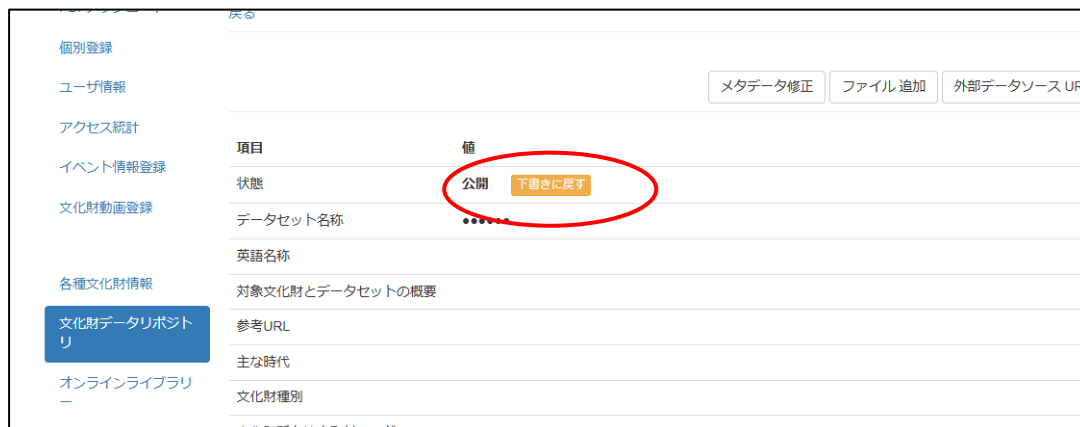 戻る
個別登録
ユーザ情報
アクセス統計
イベント情報登録
文化財動画登録
各種文化財情報
文化財データリポジト
リ
オンラインライブラリ
ー
メタデータ修正 ファイル 追加 外部データソース UR
項目 値
状態 公開 下書きに戻す
データセット名称 ●●●●●●
英語名称
対象文化財とデータセットの概要
参考URL
主な時代
文化財種別